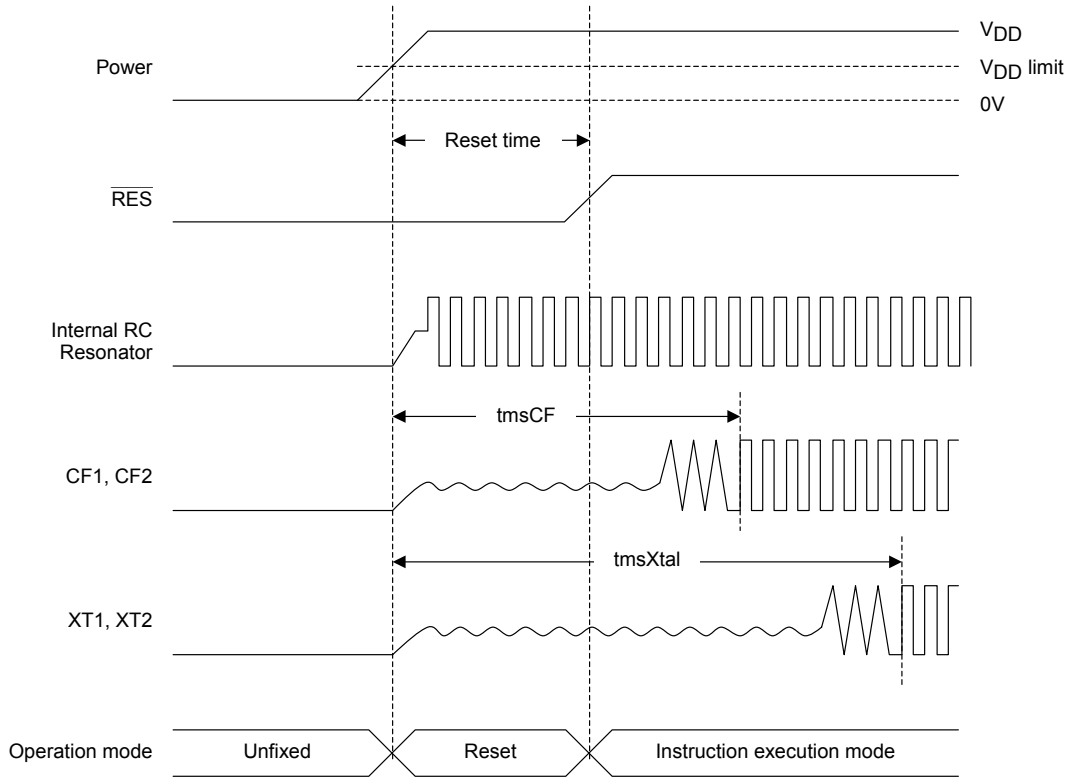 Power
VDD
VDD limit
0V
Reset time
RES
Internal RC
Resonator
tmsCF
CF1, CF2
tmsXtal
XT1, XT2
Operation mode
Unfixed
Reset
Instruction execution mode